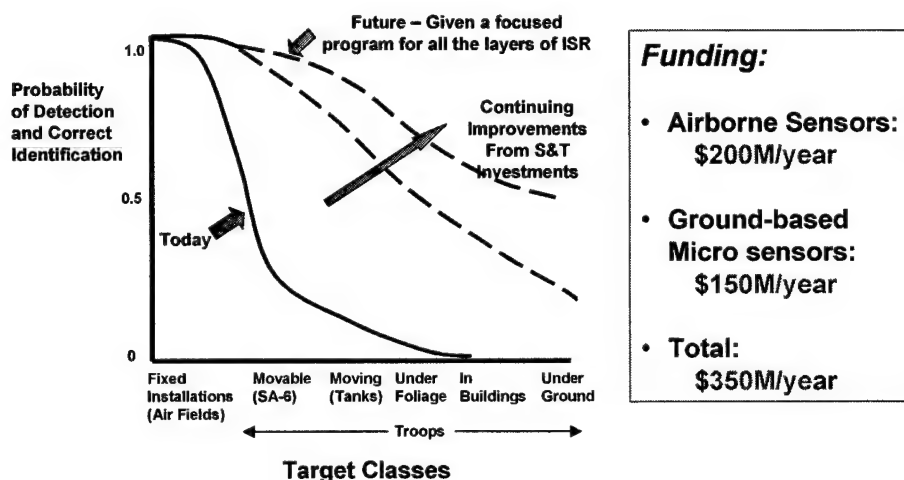 Future – Given a focused
program for all the layers of ISR
1.0
Probability
of Detection
and Correct
Identification
Continuing
Improvements
From S&T
Investments
0.5
Today
0
Fixed
Installations
(Air Fields)
Movable
(SA-6)
Moving
(Tanks)
Under
Foliage
In
Buildings
Under
Ground
Troops
Target Classes
Funding:
• Airborne Sensors:
$200M/year
• Ground-based
Micro sensors:
$150M/year
• Total:
$350M/year